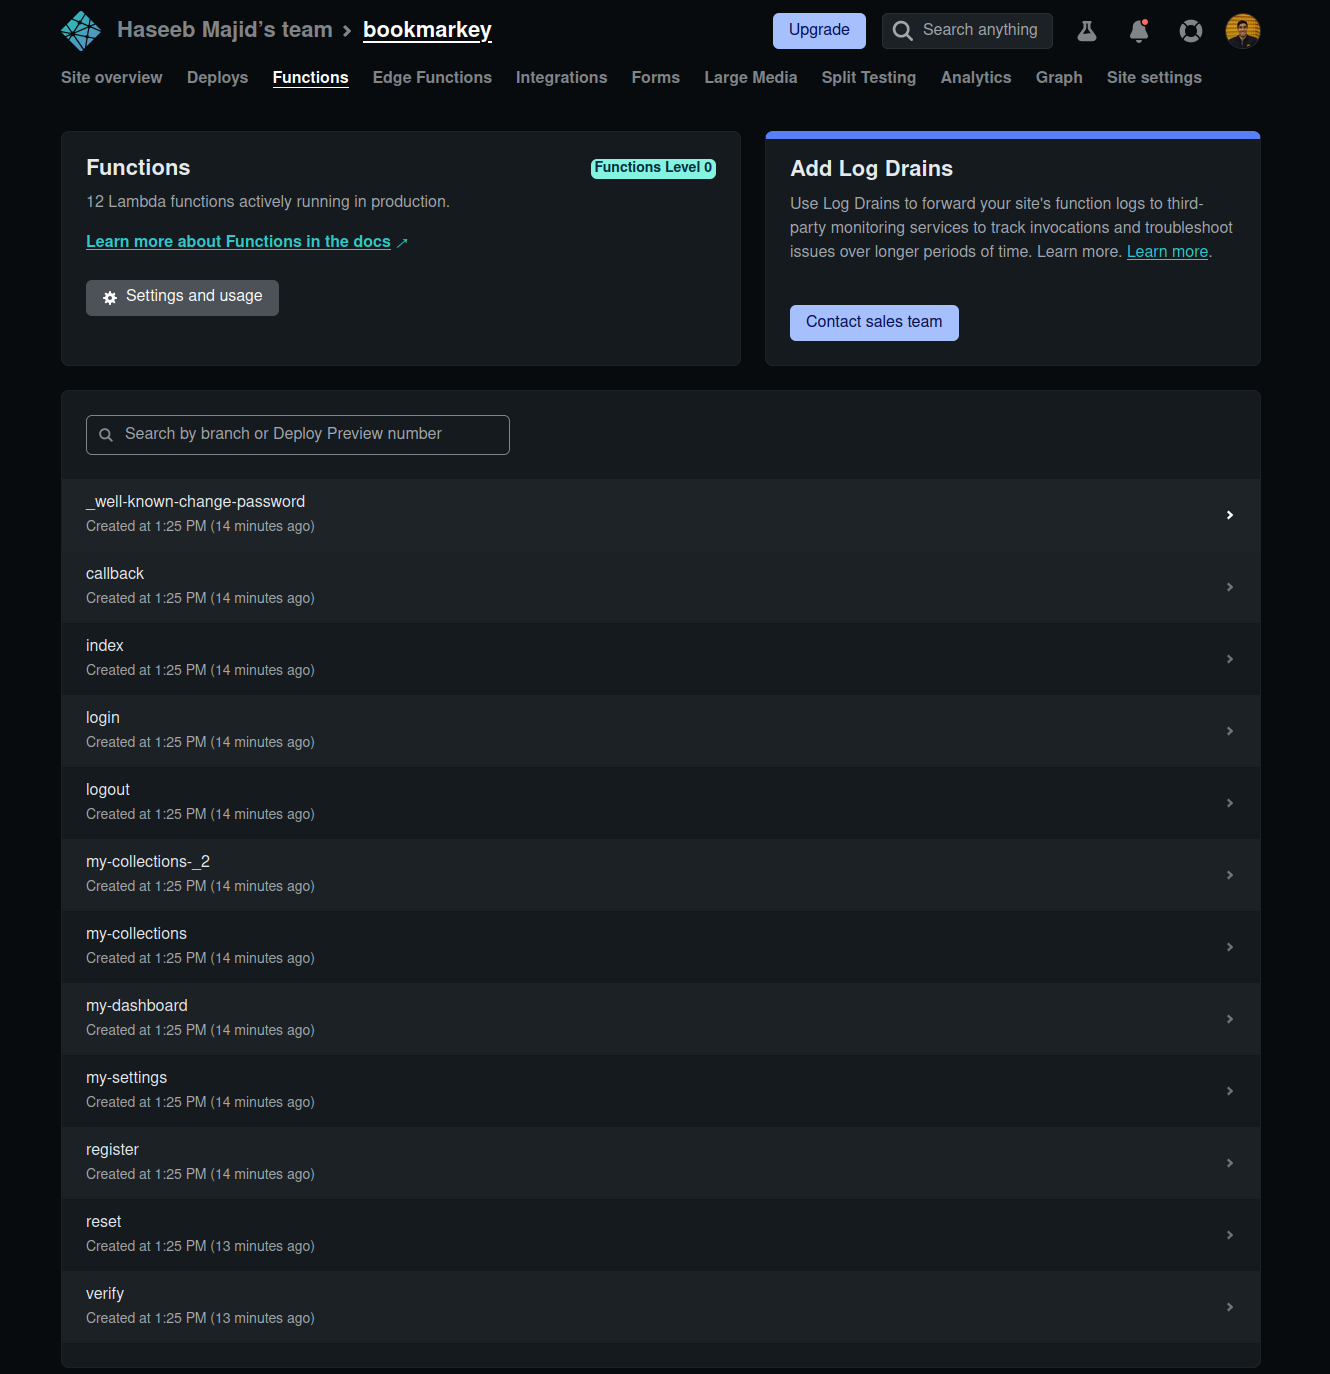 Haseeb Majid’s team bookmarkey
Upgrade
Search anything
Site overview Deploys Functions Edge Functions Integrations Forms Large Media Split Testing Analytics Graph Site settings
Functions
Functions Level 0
12 Lambda functions actively running in production.
Learn more about Functions in the docs
Settings and usage
Add Log Drains
Use Log Drains to forward your site's function logs to third-
party monitoring services to track invocations and troubleshoot
issues over longer periods of time. Learn more. Learn more.
Contact sales team
Search by branch or Deploy Preview number
_well-known-change-password
Created at 1:25 PM (14 minutes ago)
callback
Created at 1:25 PM (14 minutes ago)
index
Created at 1:25 PM (14 minutes ago)
login
Created at 1:25 PM (14 minutes ago)
logout
Created at 1:25 PM (14 minutes ago)
my-collections-_2
Created at 1:25 PM (14 minutes ago)
my-collections
Created at 1:25 PM (14 minutes ago)
my-dashboard
Created at 1:25 PM (14 minutes ago)
my-settings
Created at 1:25 PM (14 minutes ago)
register
Created at 1:25 PM (14 minutes ago)
reset
Created at 1:25 PM (13 minutes ago)
verify
Created at 1:25 PM (13 minutes ago)